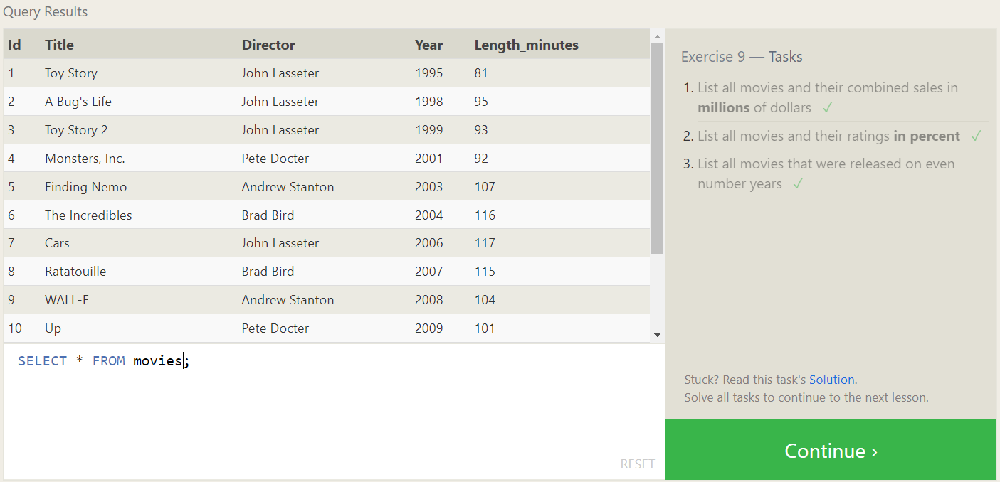 Query Results
Id Title Director Year Length_minutes
1 Toy Story John Lasseter 1995 81
2 A Bug's Life John Lasseter 1998 95
3 Toy Story 2 John Lasseter 1999 93
4 Monsters, Inc. Pete Docter 2001 92
5 Finding Nemo Andrew Stanton 2003 107
6 The Incredibles Brad Bird 2004 116
7 Cars John Lasseter 2006 117
8 Ratatouille Brad Bird 2007 115
9 WALL-E Andrew Stanton 2008 104
10 Up Pete Docter 2009 101
SELECT * FROM movies;
RESET
Exercise 9 — Tasks
1. List all movies and their combined sales in
millions of dollars ✓
2. List all movies and their ratings in percent ✓
3. List all movies that were released on even
number years ✓
Stuck? Read this task's Solution.
Solve all tasks to continue to the next lesson.
Continue ›